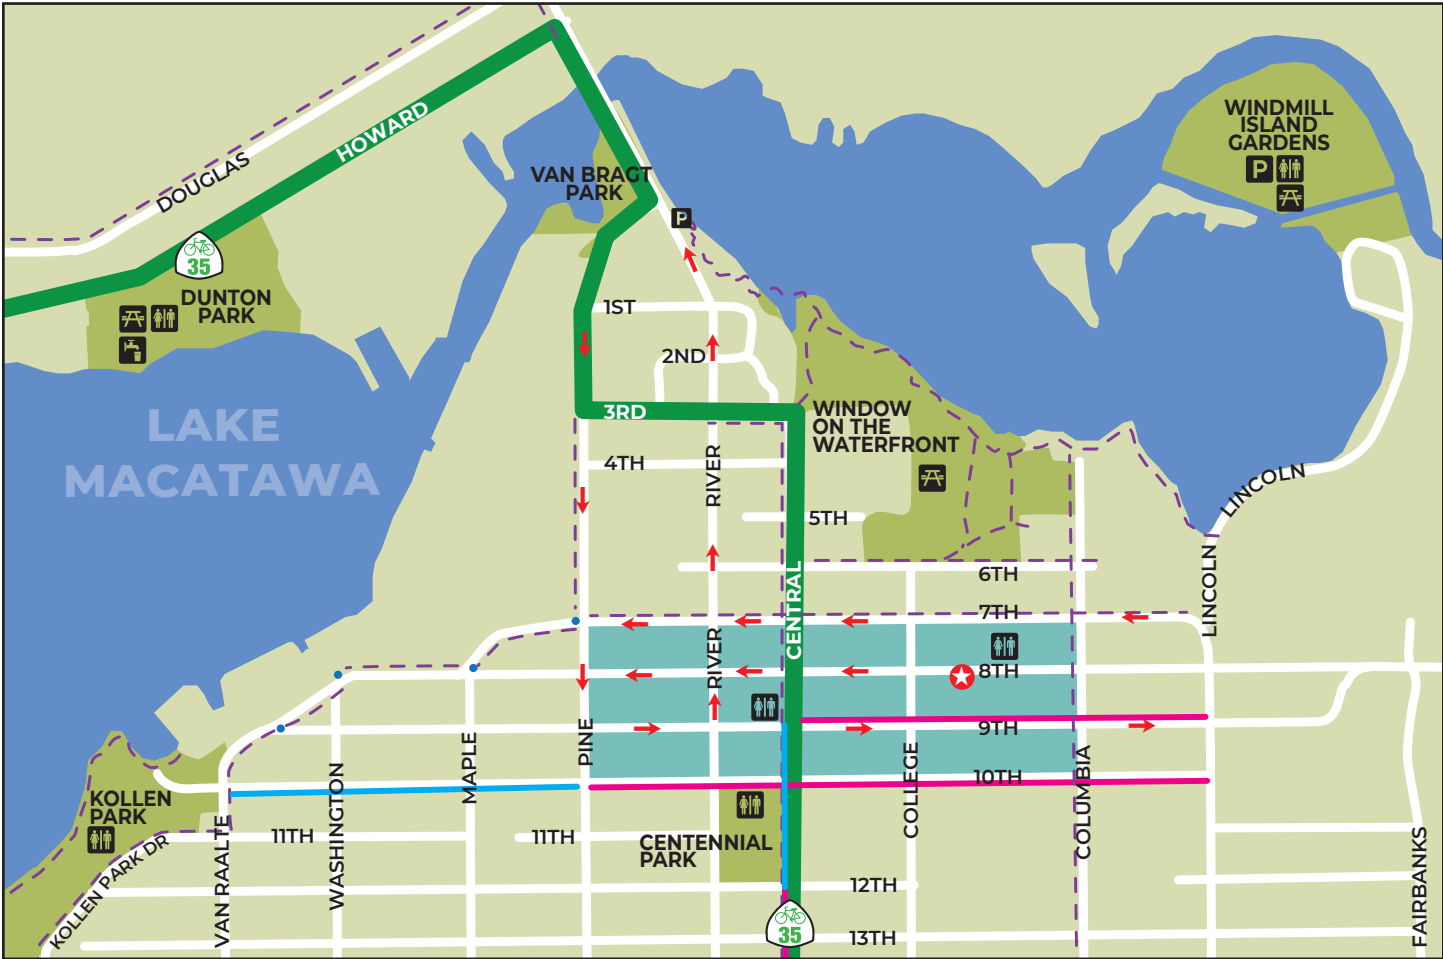 WINDMILL
ISLAND
GARDENS
P
HOWARD
DOUGLAS
VAN BRAGT
PARK
P
35
DUNTON
PARK
1ST
2ND
3RD
LAKE
MACATAWA
WINDOW
ON THE
WATERFRONT
4TH
RIVER
5TH
LINCOLN
6TH
CENTRAL
LINCOLN
7TH
RIVER
8TH
PINE
9TH
MAPLE
COLLEGE
COLUMBIA
10TH
WASHINGTON
KOLLEN
PARK
VAN RAALTE
11TH
11TH
CENTENNIAL
PARK
KOLLEN PARK DR
12TH
FAIRBANKS
35
13TH